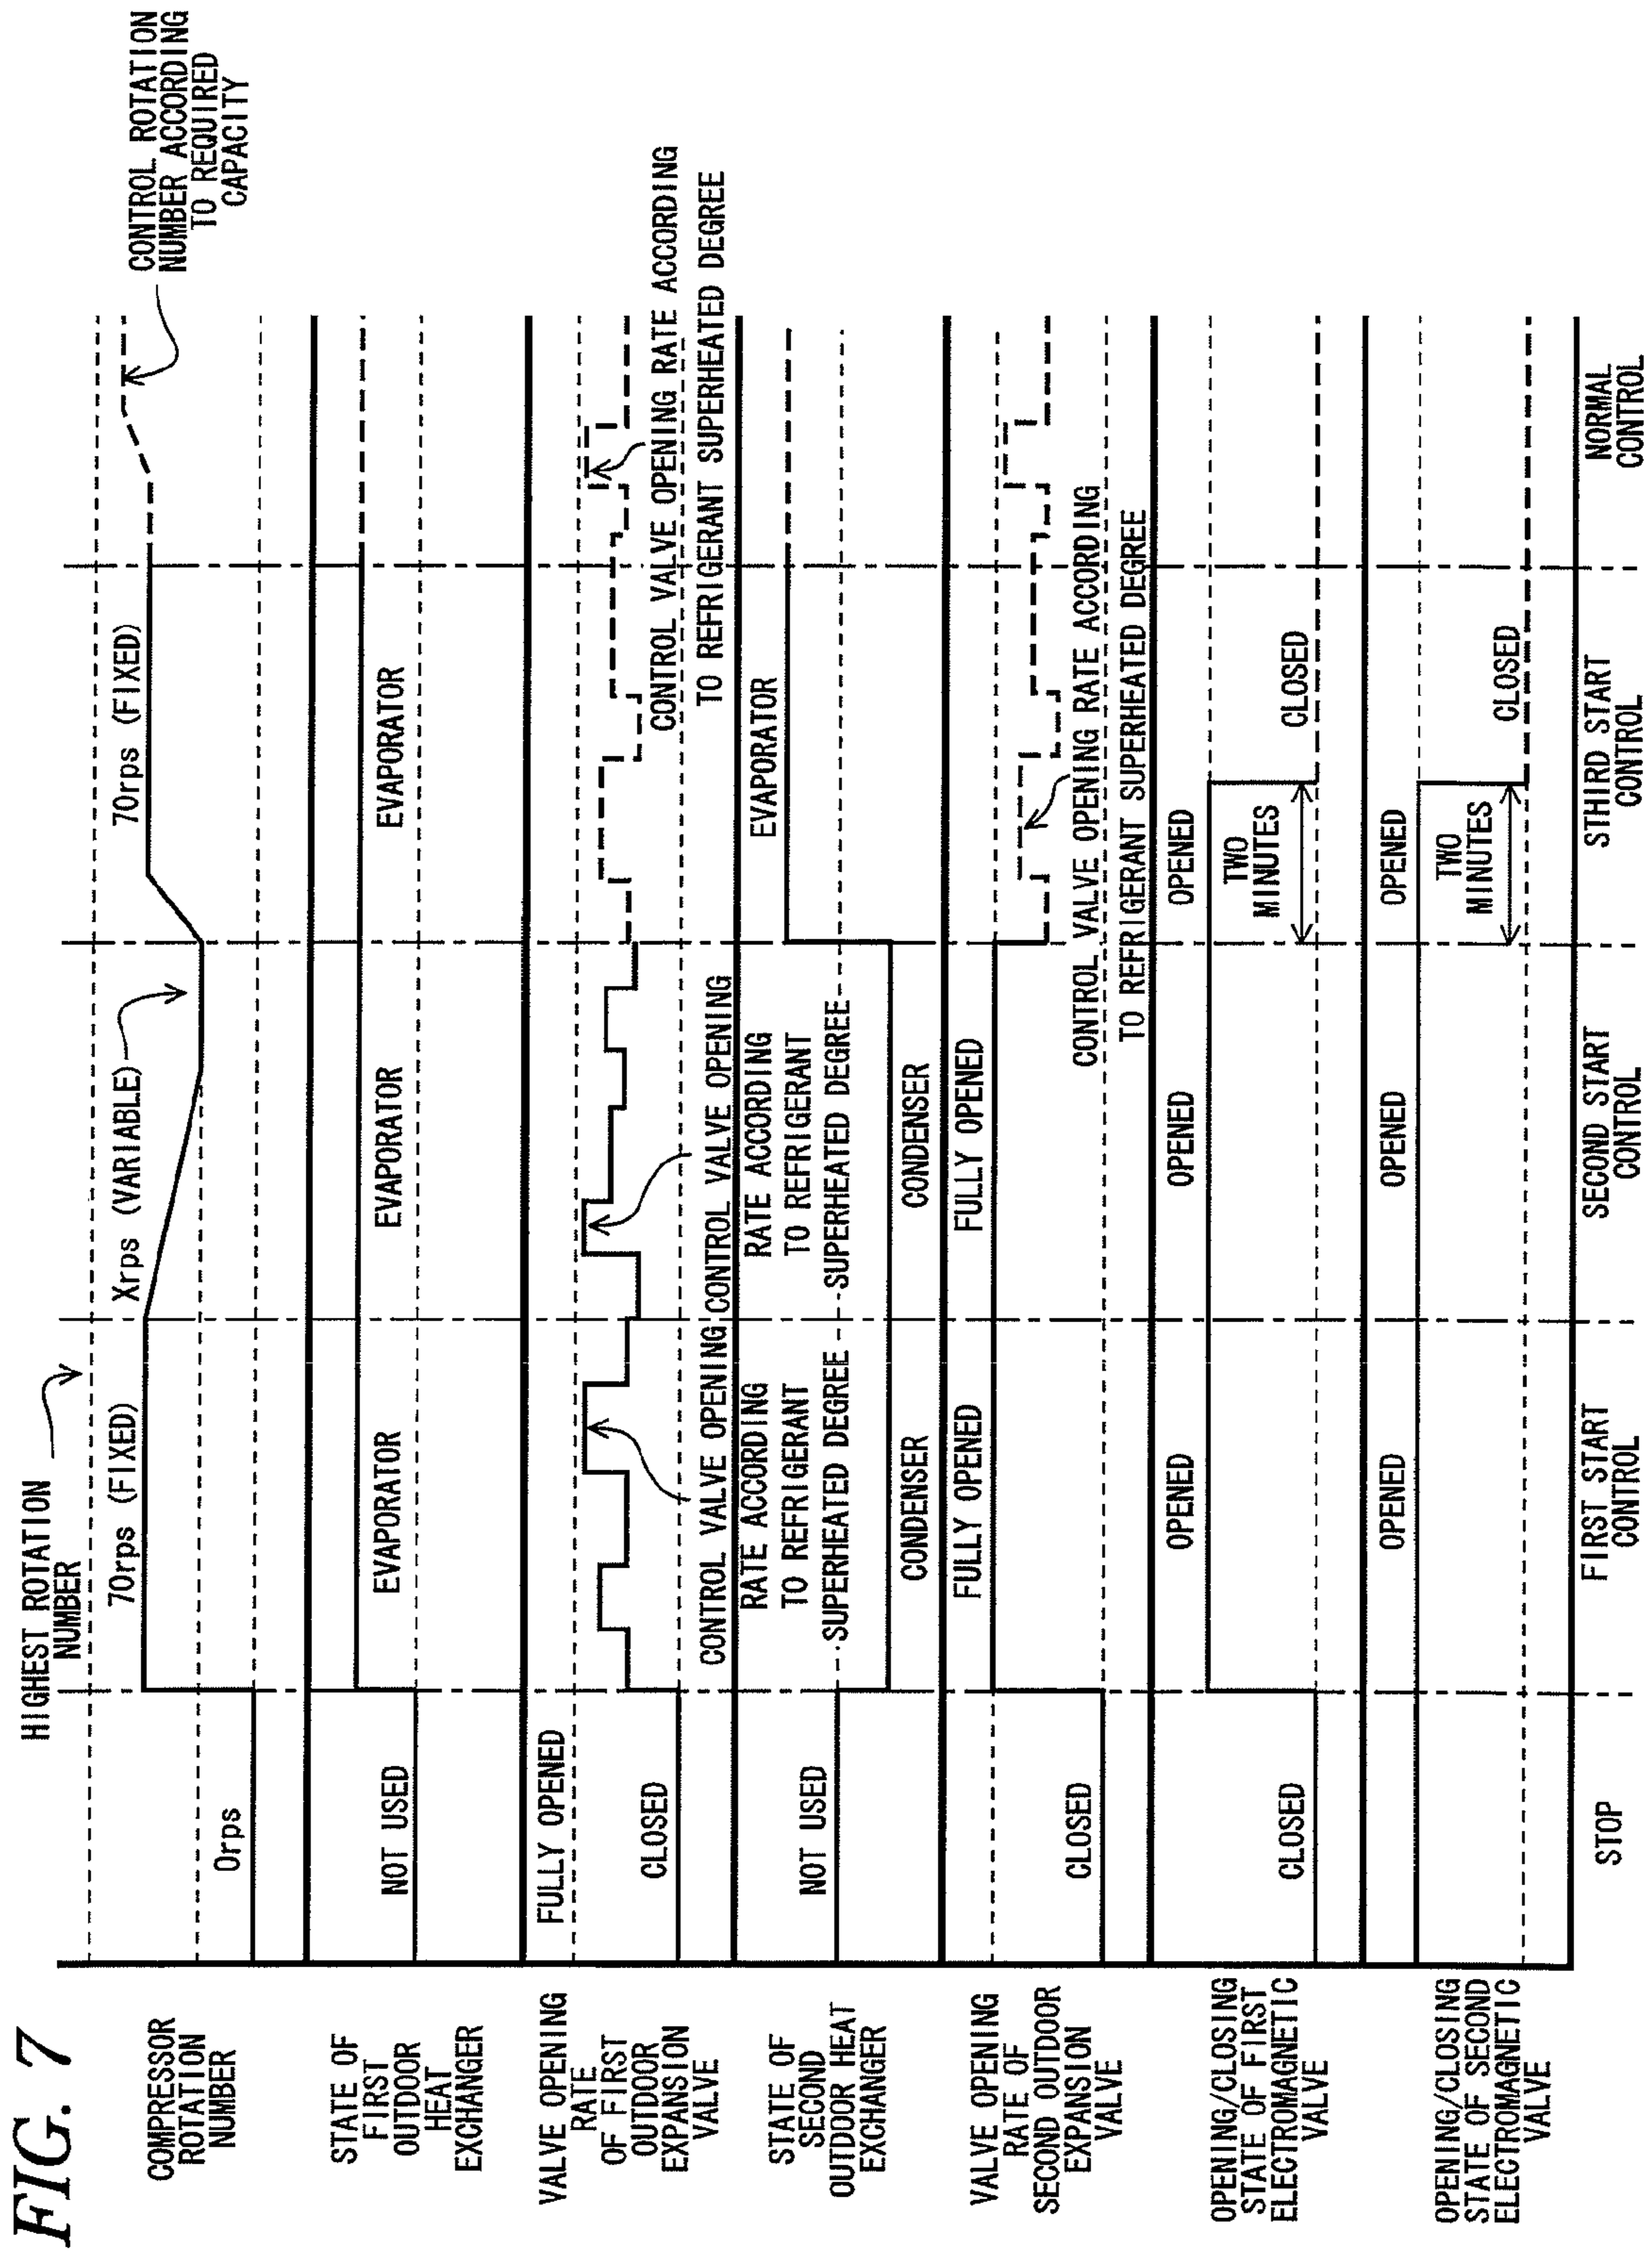 FIG. 7
HIGHEST ROTATION
NUMBER
CONTROL ROTATION
NUMBER ACCORDING
TO REQUIRED
CAPACITY
COMPRESSOR
ROTATION
NUMBER
0rps
70rps (FIXED)
Xrps (VARIABLE)
70rps (FIXED)
STATE OF
FIRST
OUTDOOR
HEAT
EXCHANGER
NOT USED
EVAPORATOR
EVAPORATOR
EVAPORATOR
VALVE OPENING
RATE
OF FIRST
OUTDOOR
EXPANSION
VALVE
FULLY OPENED
CLOSED
CONTROL VALVE OPENING
RATE ACCORDING
TO REFRIGERANT
SUPERHEATED DEGREE
CONTROL VALVE OPENING
RATE ACCORDING
TO REFRIGERANT
SUPERHEATED DEGREE
CONTROL VALVE OPENING RATE ACCORDING
TO REFRIGERANT SUPERHEATED DEGREE
STATE OF
SECOND
OUTDOOR HEAT
EXCHANGER
NOT USED
CONDENSER
CONDENSER
EVAPORATOR
VALVE OPENING
RATE OF
SECOND OUTDOOR
EXPANSION
VALVE
CLOSED
FULLY OPENED
FULLY OPENED
CONTROL VALVE OPENING RATE ACCORDING
TO REFRIGERANT SUPERHEATED DEGREE
OPENING/CLOSING
STATE OF FIRST
ELECTROMAGNETIC
VALVE
CLOSED
OPENED
OPENED
OPENED
TWO
MINUTES
CLOSED
OPENING/CLOSING
STATE OF SECOND
ELECTROMAGNETIC
VALVE
OPENED
OPENED
OPENED
TWO
MINUTES
CLOSED
STOP
FIRST START
CONTROL
SECOND START
CONTROL
STHIRD START
CONTROL
NORMAL
CONTROL